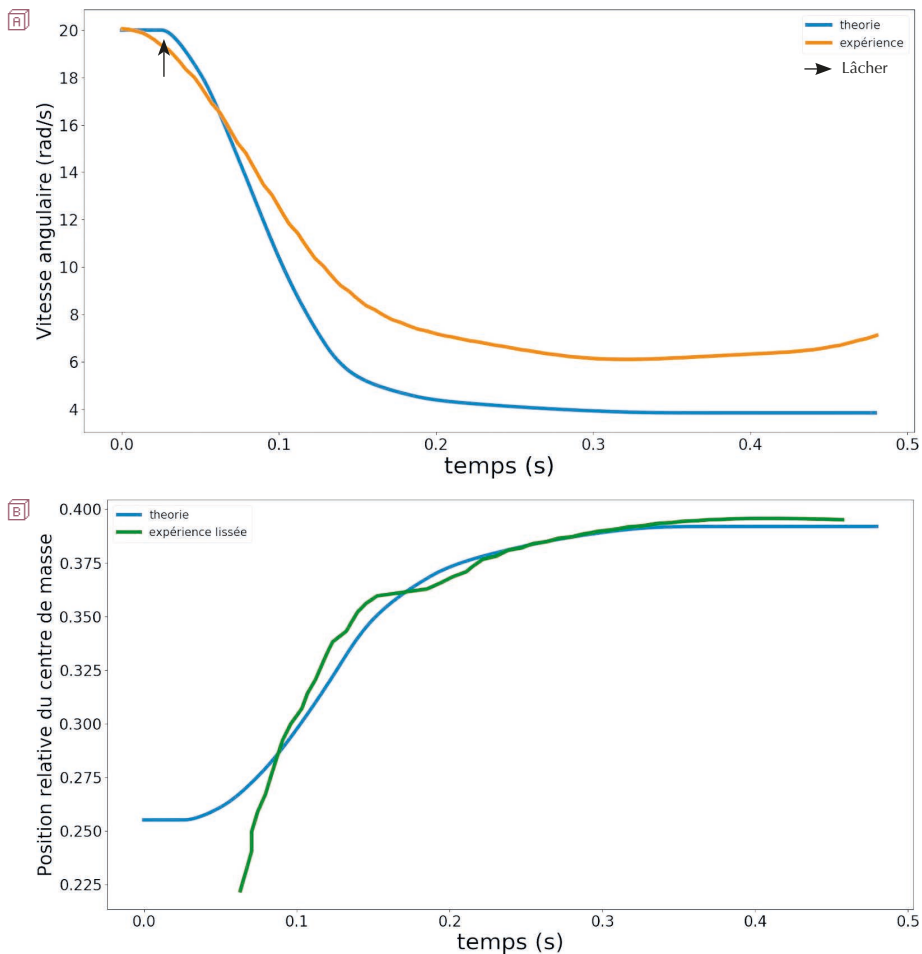 A
20
18
16
14
12
10
8
6
4
Vitesse angulaire (rad/s)
theorie
expérience
Lâcher
0.0 0.1 0.2 0.3 0.4 0.5
temps (s)
B
0.400
0.375
0.350
0.325
0.300
0.275
0.250
0.225
Position relative du centre de masse
theorie
expérience lissée
0.0 0.1 0.2 0.3 0.4 0.5
temps (s)